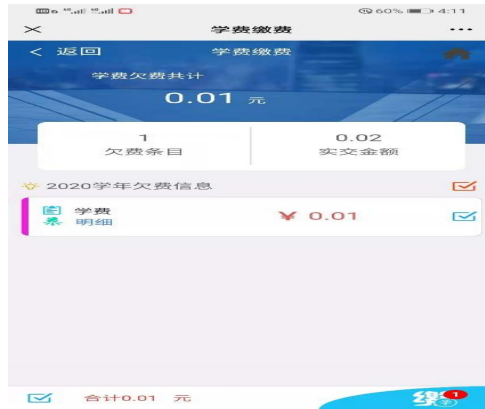 60% 4:11
学费缴费
< 返回 学费缴费
学费欠费共计
0.01 元
1 0.02
欠费条目 实交金额
2020学年欠费信息
学费 ¥ 0.01
明细
合计0.01 元
缴 1